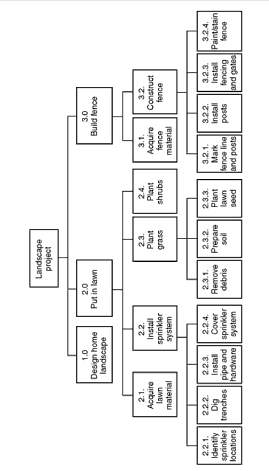 Landscape
project
1.0
Design home
landscape
2.0
Put in lawn
3.0
Build fence
2.1.
Acquire
lawn
material
2.2.
Install
sprinkler
system
2.3.
Plant
grass
2.4.
Plant
shrubs
3.1.
Acquire
fence
material
3.2.
Construct
fence
2.2.1.
Identify
sprinkler
locations
2.2.2.
Dig
trenches
2.2.3.
Install
pipe and
hardware
2.2.4.
Cover
sprinkler
system
2.3.1.
Remove
debris
2.3.2.
Prepare
soil
2.3.3.
Plant
lawn
seed
3.2.1.
Mark
fence line
and posts
3.2.2.
Install
posts
3.2.3.
Install
fencing
and gates
3.2.4.
Paint/stain
fence